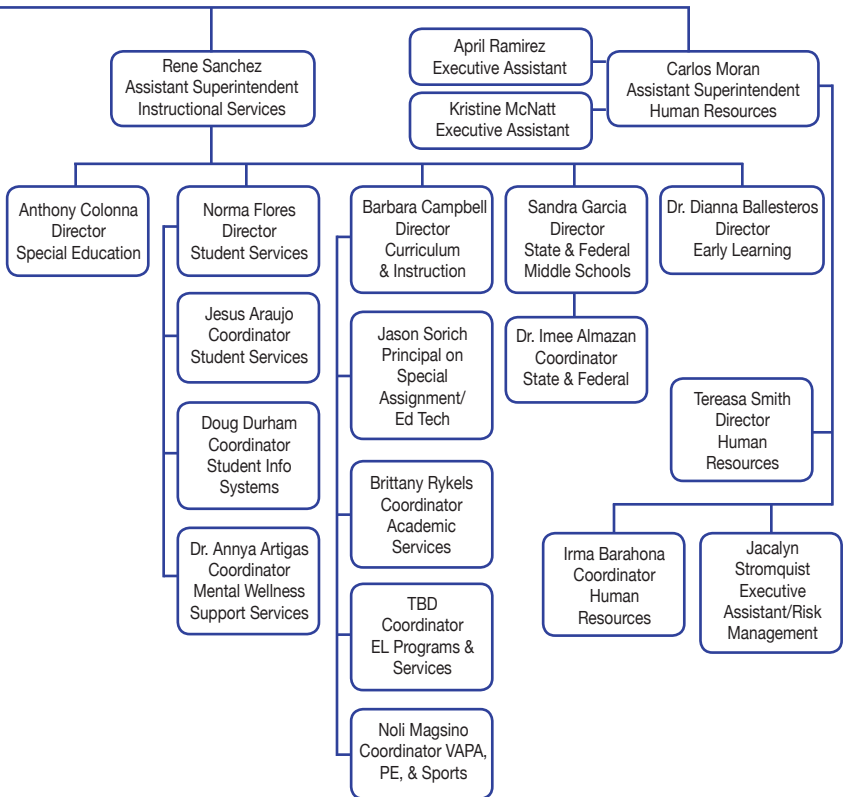 Rene Sanchez
Assistant Superintendent
Instructional Services
April Ramirez
Executive Assistant
Kristine McNatt
Executive Assistant
Carlos Moran
Assistant Superintendent
Human Resources
Anthony Colonna
Director
Special Education
Norma Flores
Director
Student Services
Jesus Araujo
Coordinator
Student Services
Doug Durham
Coordinator
Student Info
Systems
Dr. Annya Artigas
Coordinator
Mental Wellness
Support Services
Barbara Campbell
Director
Curriculum
& Instruction
Jason Sorich
Principal on
Special
Assignment/
Ed Tech
Brittany Rykels
Coordinator
Academic
Services
TBD
Coordinator
EL Programs &
Services
Noli Magsino
Coordinator VAPA,
PE, & Sports
Sandra Garcia
Director
State & Federal
Middle Schools
Dr. Imee Almazan
Coordinator
State & Federal
Dr. Dianna Ballesteros
Director
Early Learning
Tereasa Smith
Director
Human
Resources
Irma Barahona
Coordinator
Human
Resources
Jacalyn
Stromquist
Executive
Assistant/Risk
Management